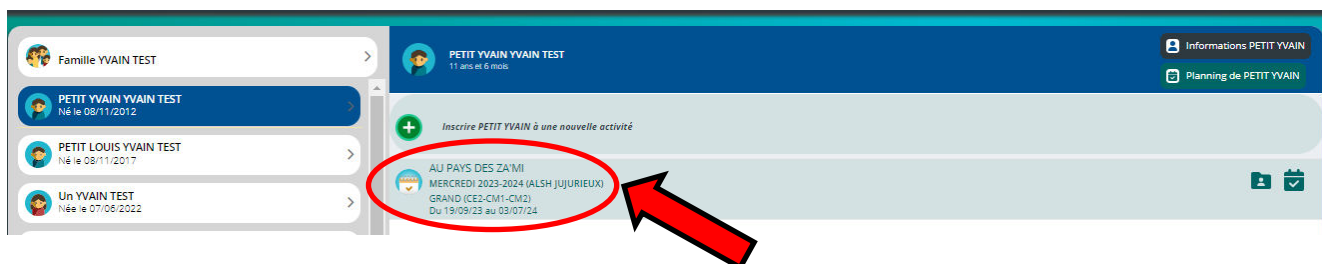 Famille YVAIN TEST
PETIT YVAIN YVAIN TEST
Né le 08/11/2012
PETIT LOUIS YVAIN TEST
Né le 08/11/2017
Un YVAIN TEST
Née le 07/06/2022
PETIT YVAIN YVAIN TEST
11 ans et 6 mois
Informations PETIT YVAIN
Planning de PETIT YVAIN
Inscrire PETIT YVAIN à une nouvelle activité
AU PAYS DES ZA'MI
MERCREDI 2023-2024 (ALSH JUJURIEUX)
GRAND (CE2-CM1-CM2)
Du 19/09/23 au 03/07/24